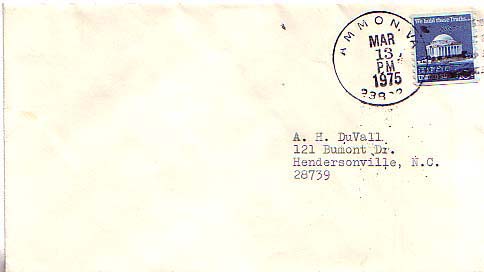 AMMON, VA
MAR
13
PM
1975
We hold these Truths...
A. H. DuVall
121 Bumont Dr.
Hendersonville, N.C.
28739